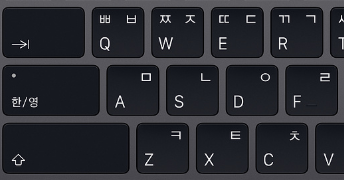 ㅃ ㅂ ㅉ ㅈ ㄸ ㄷ ㄲ ㄱ
Q W E R
한/영 ㅁ ㄴ ㅇ ㄹ
A S D F
ㅋ ㅌ ㅊ
Z X C V